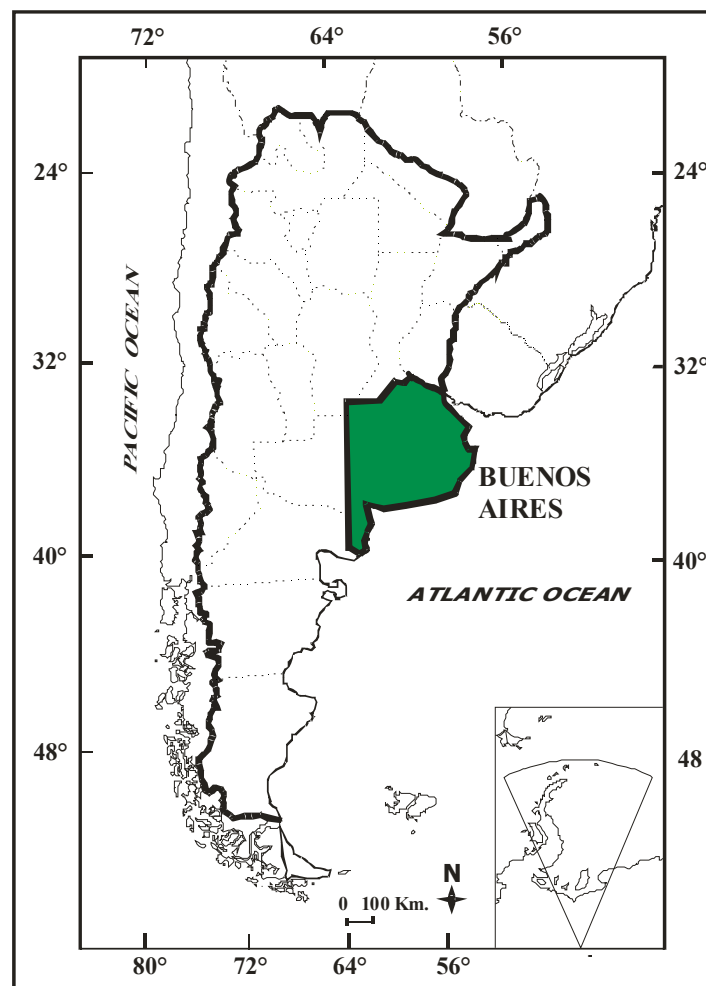 72° 64° 56°
24° 24°
PACIFIC OCEAN
32° 32°
BUENOS
AIRES
40° 40°
ATLANTIC OCEAN
48° 48
N
0 100 Km.
80° 72° 64° 56°